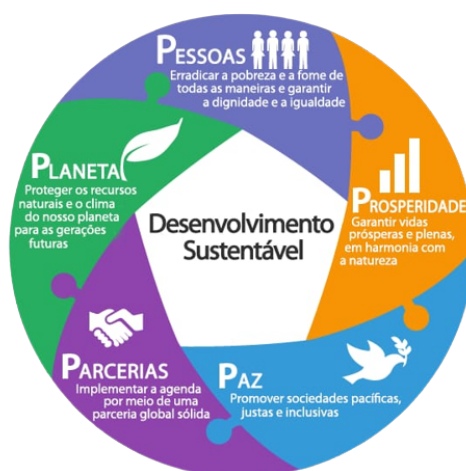 PESSOAS
Erradicar a pobreza e a fome de
todas as maneiras e garantir
a dignidade e a igualdade
PROSPERIDADE
Garantir vidas
prósperas e plenas,
em harmonia com
a natureza
PAZ
Promover sociedades pacíficas,
justas e inclusivas
PARCERIAS
Implementar a agenda
por meio de uma
parceria global sólida
PLANETA
Proteger os recursos
naturais e o clima
do nosso planeta
para as gerações
futuras
Desenvolvimento
Sustentável